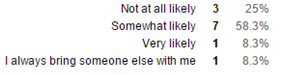 Not at all likely 3 25%
Somewhat likely 7 58.3%
Very likely 1 8.3%
I always bring someone else with me 1 8.3%